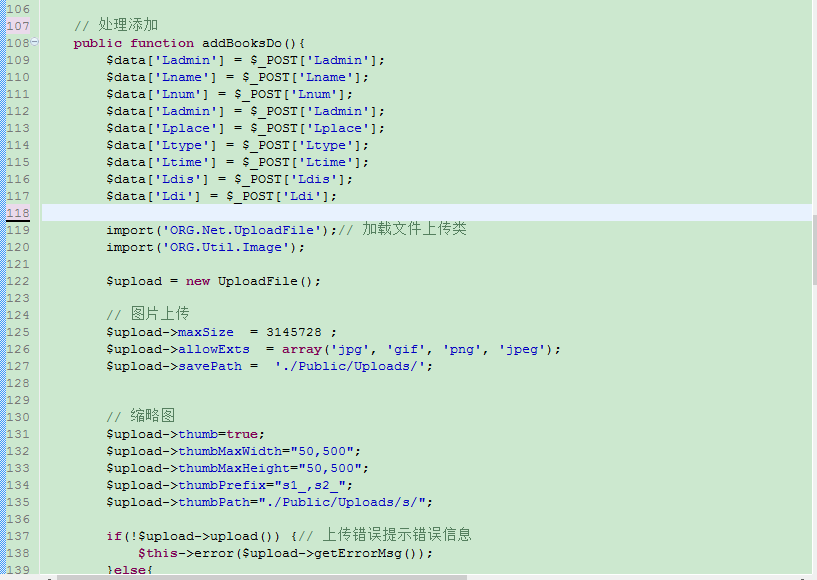 106
107 // 处理添加
108 public function addBooksDo(){
109 $data['Ladmin'] = $_POST['Ladmin'];
110 $data['Lname'] = $_POST['Lname'];
111 $data['Lnum'] = $_POST['Lnum'];
112 $data['Ladmin'] = $_POST['Ladmin'];
113 $data['Lplace'] = $_POST['Lplace'];
114 $data['Ltype'] = $_POST['Ltype'];
115 $data['Ltime'] = $_POST['Ltime'];
116 $data['Ldis'] = $_POST['Ldis'];
117 $data['Ldi'] = $_POST['Ldi'];
118
119 import('ORG.Net.UploadFile');// 加载文件上传类
120 import('ORG.Util.Image');
121
122 $upload = new UploadFile();
123
124 // 图片上传
125 $upload->maxSize  = 3145728 ;
126 $upload->allowExts  = array('jpg', 'gif', 'png', 'jpeg');
127 $upload->savePath =  './Public/Uploads/';
128
129
130 // 缩略图
131 $upload->thumb=true;
132 $upload->thumbMaxWidth="50,500";
133 $upload->thumbMaxHeight="50,500";
134 $upload->thumbPrefix="s1_,s2_";
135 $upload->thumbPath="./Public/Uploads/s/";
136
137 if(!$upload->upload()) {// 上传错误提示错误信息
138 $this->error($upload->getErrorMsg());
139 }else{